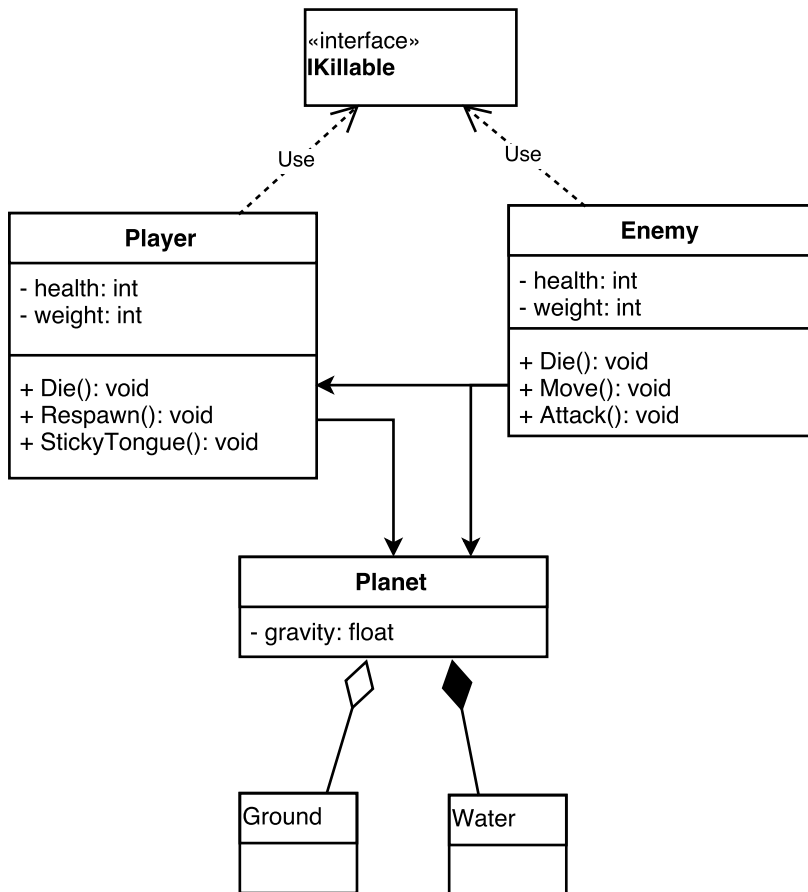 «interface»
IKillable
Use
Use
Player
- health: int
- weight: int
+ Die(): void
+ Respawn(): void
+ StickyTongue(): void
Enemy
- health: int
- weight: int
+ Die(): void
+ Move(): void
+ Attack(): void
Planet
- gravity: float
Ground
Water